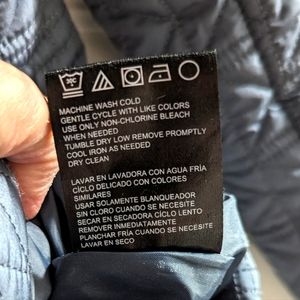 MACHINE WASH COLD
GENTLE CYCLE WITH LIKE COLORS
USE ONLY NON-CHLORINE BLEACH
WHEN NEEDED
TUMBLE DRY LOW REMOVE PROMPTLY
COOL IRON AS NEEDED
DRY CLEAN
LAVAR EN LAVADORA CON AGUA FRIA
CÍCLO DELICADO CON COLORES
SIMILARES
USAR SOLAMENTE BLANQUEADOR
SIN CLORO CUANDO SE NECESITE
SECAR EN SECADORA CÍCLO LENTO
REMOVER INMEDIATAMENTE
PLANCHAR FRIA CUANDO SE NECESITE
LAVAR EN SECO